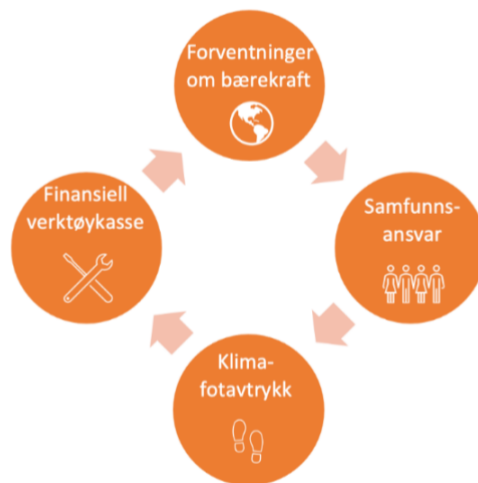 Forventninger
om bærekraft
Samfunns-
ansvar
Klima-
fotavtrykk
Finansiell
verktøykasse